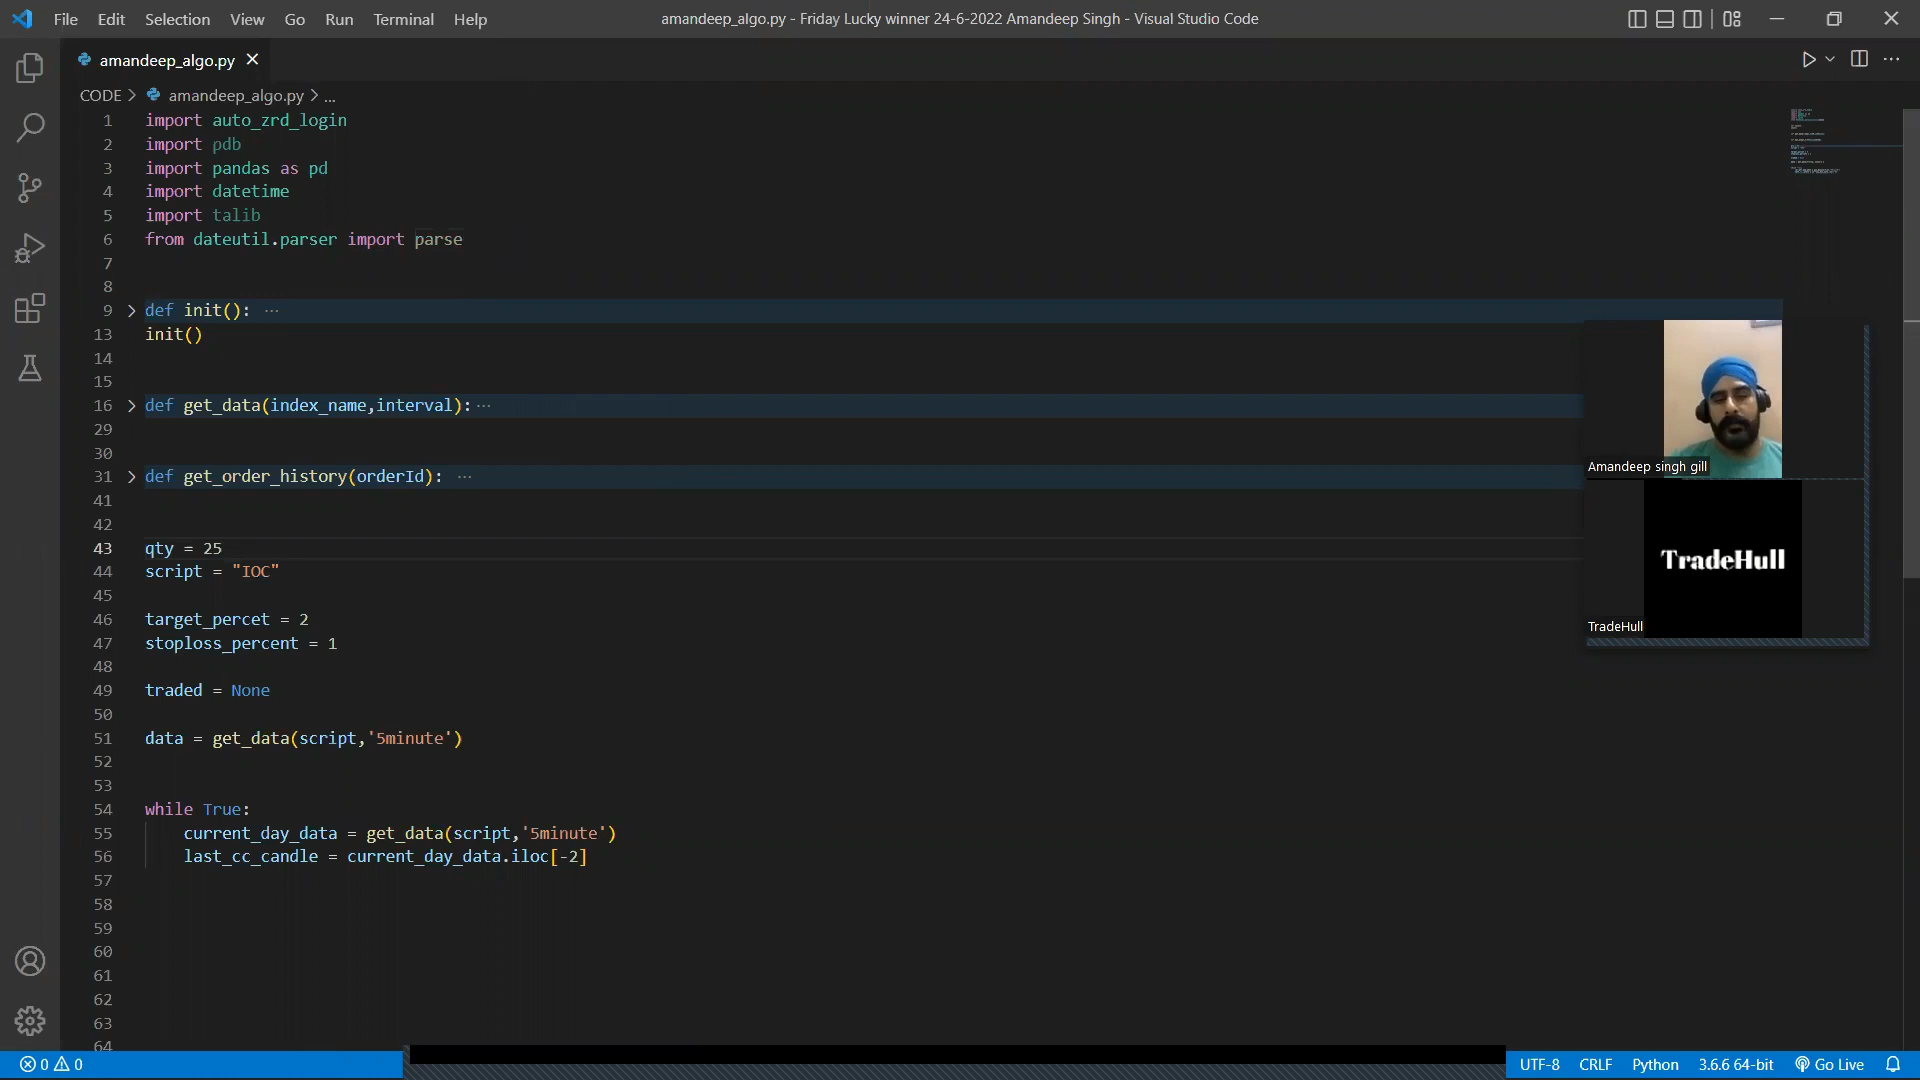 File Edit Selection View Go Run Terminal Help
amandeep_algo.py - Friday Lucky winner 24-6-2022 Amandeep Singh - Visual Studio Code
amandeep_algo.py
CODE > amandeep_algo.py > ...
1 import auto_zrd_login
2 import pdb
3 import pandas as pd
4 import datetime
5 import talib
6 from dateutil.parser import parse
7
8
9 def init(): ...
13 init()
14
15
16 def get_data(index_name,interval): ...
29
30
31 def get_order_history(orderId): ...
41
42
43 qty = 25
44 script = "IOC"
45
46 target_percet = 2
47 stoploss_percent = 1
48
49 traded = None
50
51 data = get_data(script,'5minute')
52
53
54 while True:
55 current_day_data = get_data(script,'5minute')
56 last_cc_candle = current_day_data.iloc[-2]
57
58
59
60
61
62
63
64
Amandeep singh gill
TradeHull
TradeHull
0 0
UTF-8 CRLF Python 3.6.6 64-bit Go Live